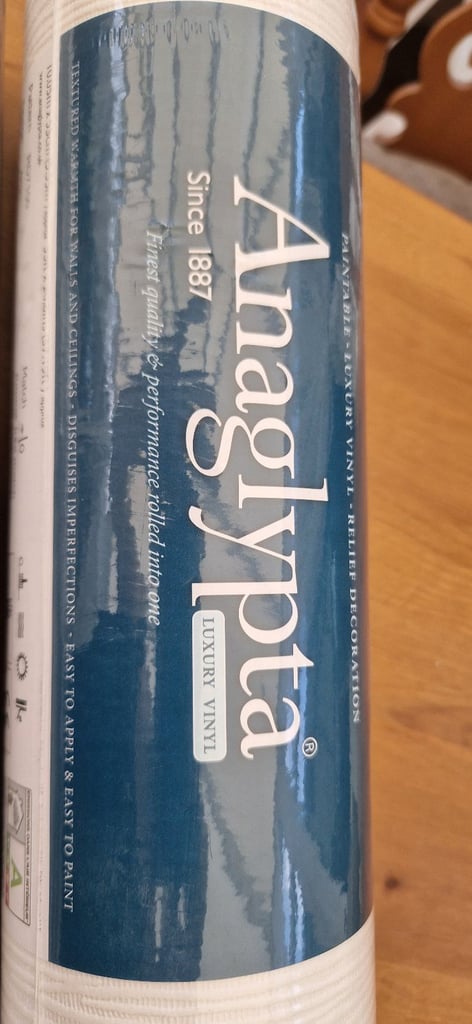 PAINTABLE - LUXURY VINYL - RELIEF DECORATION
Anaglypta®
Since 1887
LUXURY VINYL
Finest quality & performance rolled into one
TEXTURED WARMTH FOR WALLS AND CEILINGS - DISGUISES IMPERFECTIONS - EASY TO APPLY & EASY TO PAINT